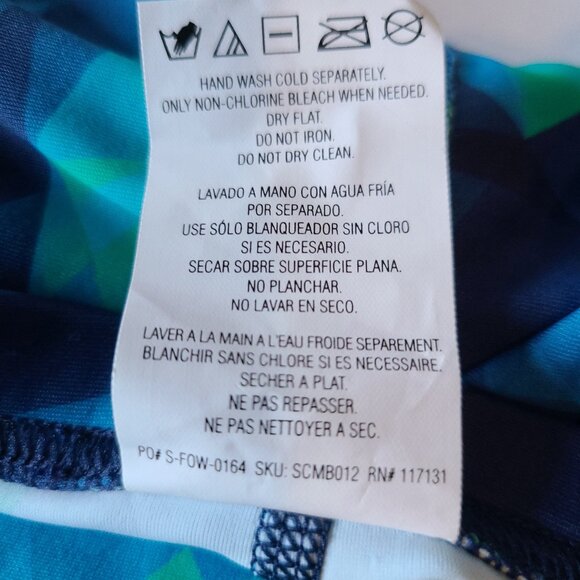 HAND WASH COLD SEPARATELY.
ONLY NON-CHLORINE BLEACH WHEN NEEDED.
DRY FLAT.
DO NOT IRON.
DO NOT DRY CLEAN.
LAVADO A MANO CON AGUA FRÍA
POR SEPARADO.
USE SÓLO BLANQUEADOR SIN CLORO
SI ES NECESARIO.
SECAR SOBRE SUPERFICIE PLANA.
NO PLANCHAR.
NO LAVAR EN SECO.
LAVER A LA MAIN A L'EAU FROIDE SEPAREMENT.
BLANCHIR SANS CHLORE SI ES NECESSAIRE.
SECHER A PLAT.
NE PAS REPASSER.
NE PAS NETTOYER A SEC.
PO# S-FOW-0164 SKU: SCMB012 RN# 117131